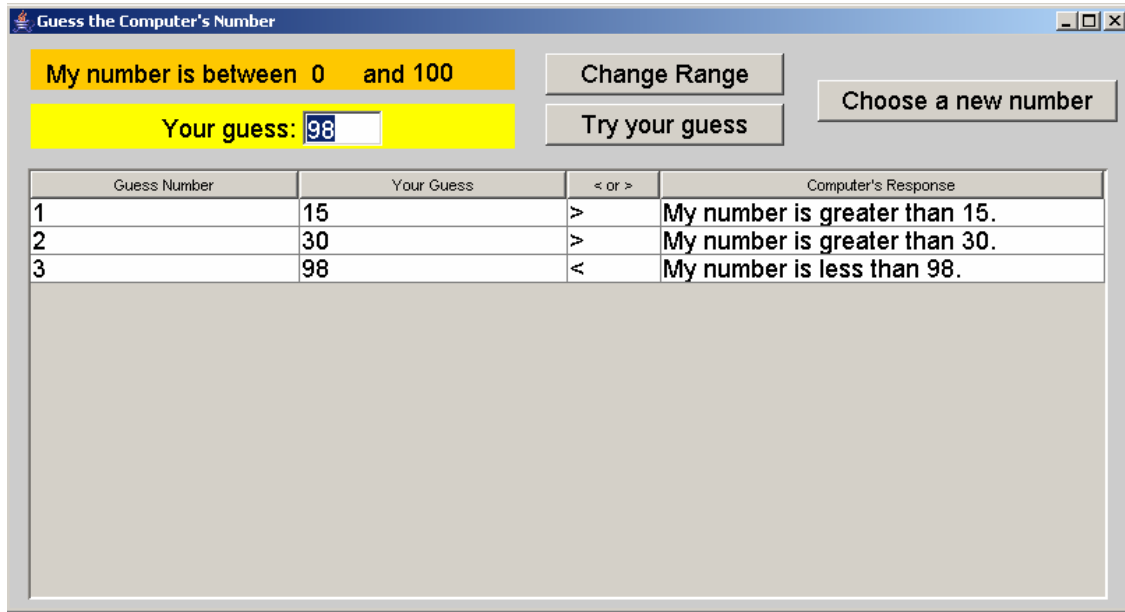 Guess the Computer's Number
My number is between 0 and 100
Change Range
Choose a new number
Your guess: 98
Try your guess
Guess Number Your Guess < or > Computer's Response
1 15 > My number is greater than 15.
2 30 > My number is greater than 30.
3 98 < My number is less than 98.